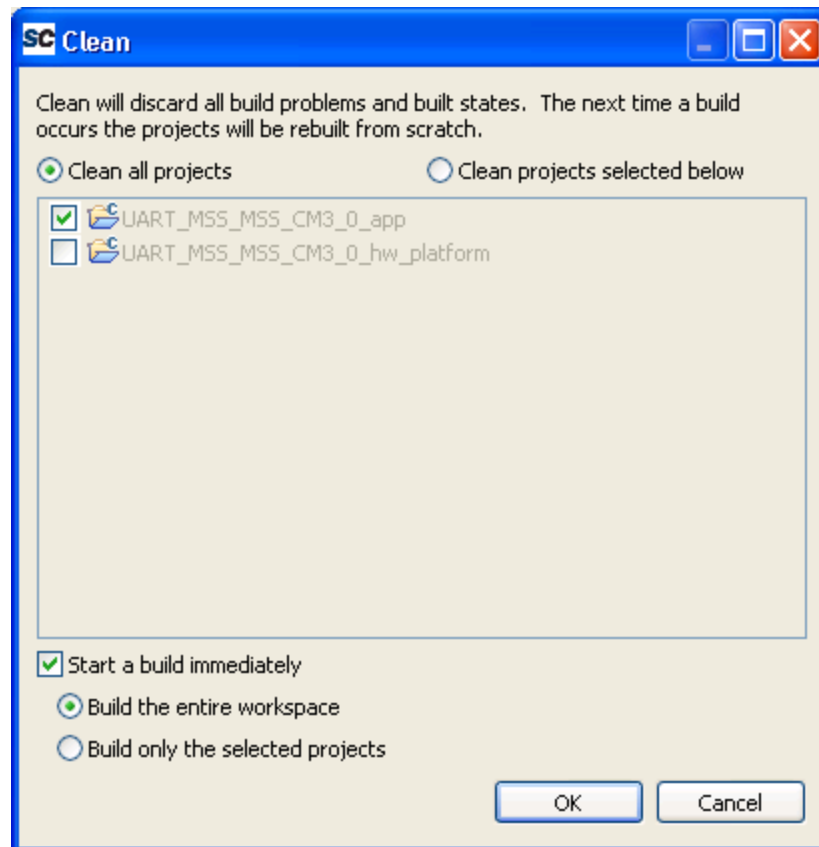 SC Clean
Clean will discard all build problems and built states. The next time a build
occurs the projects will be rebuilt from scratch.
Clean all projects Clean projects selected below
UART_MSS_MSS_CM3_0_app
UART_MSS_MSS_CM3_0_hw_platform
Start a build immediately
Build the entire workspace
Build only the selected projects
OK Cancel